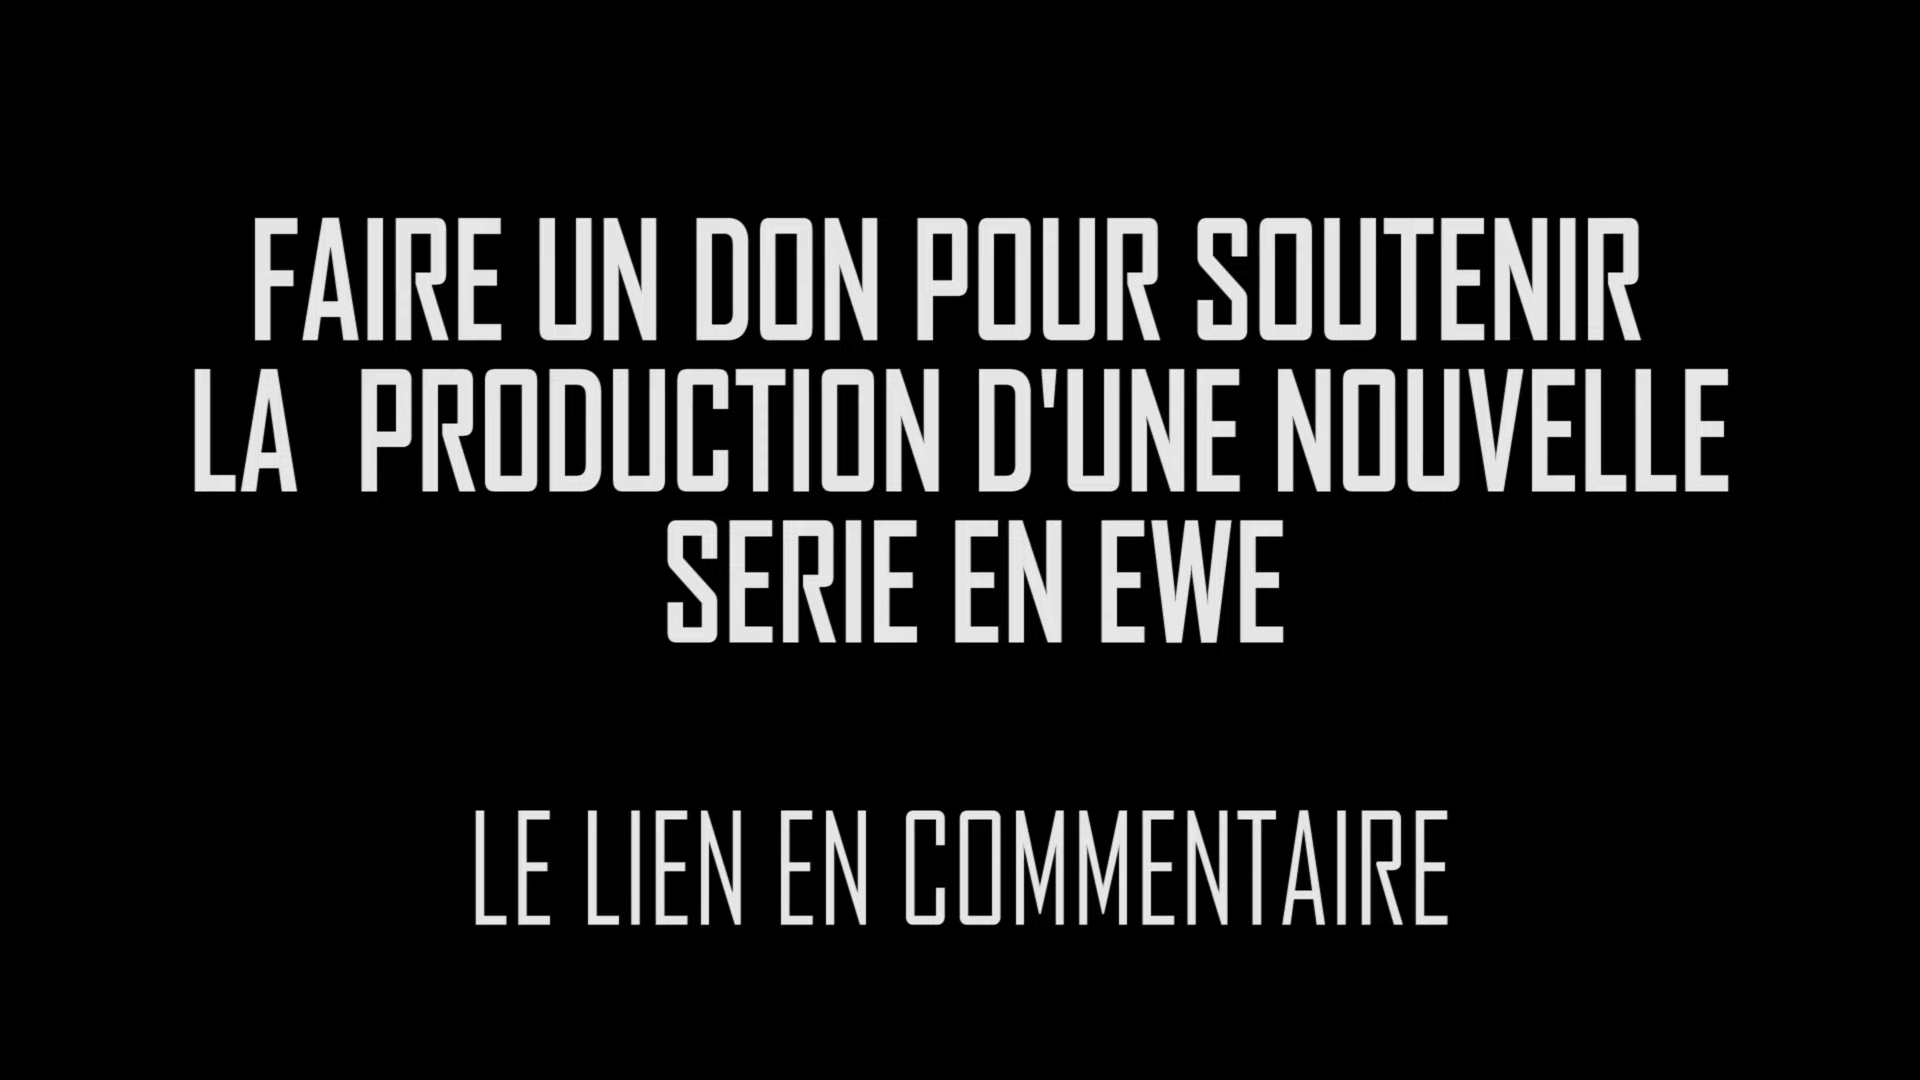 FAIRE UN DON POUR SOUTENIR
LA PRODUCTION D'UNE NOUVELLE
SERIE EN EWE
LE LIEN EN COMMENTAIRE